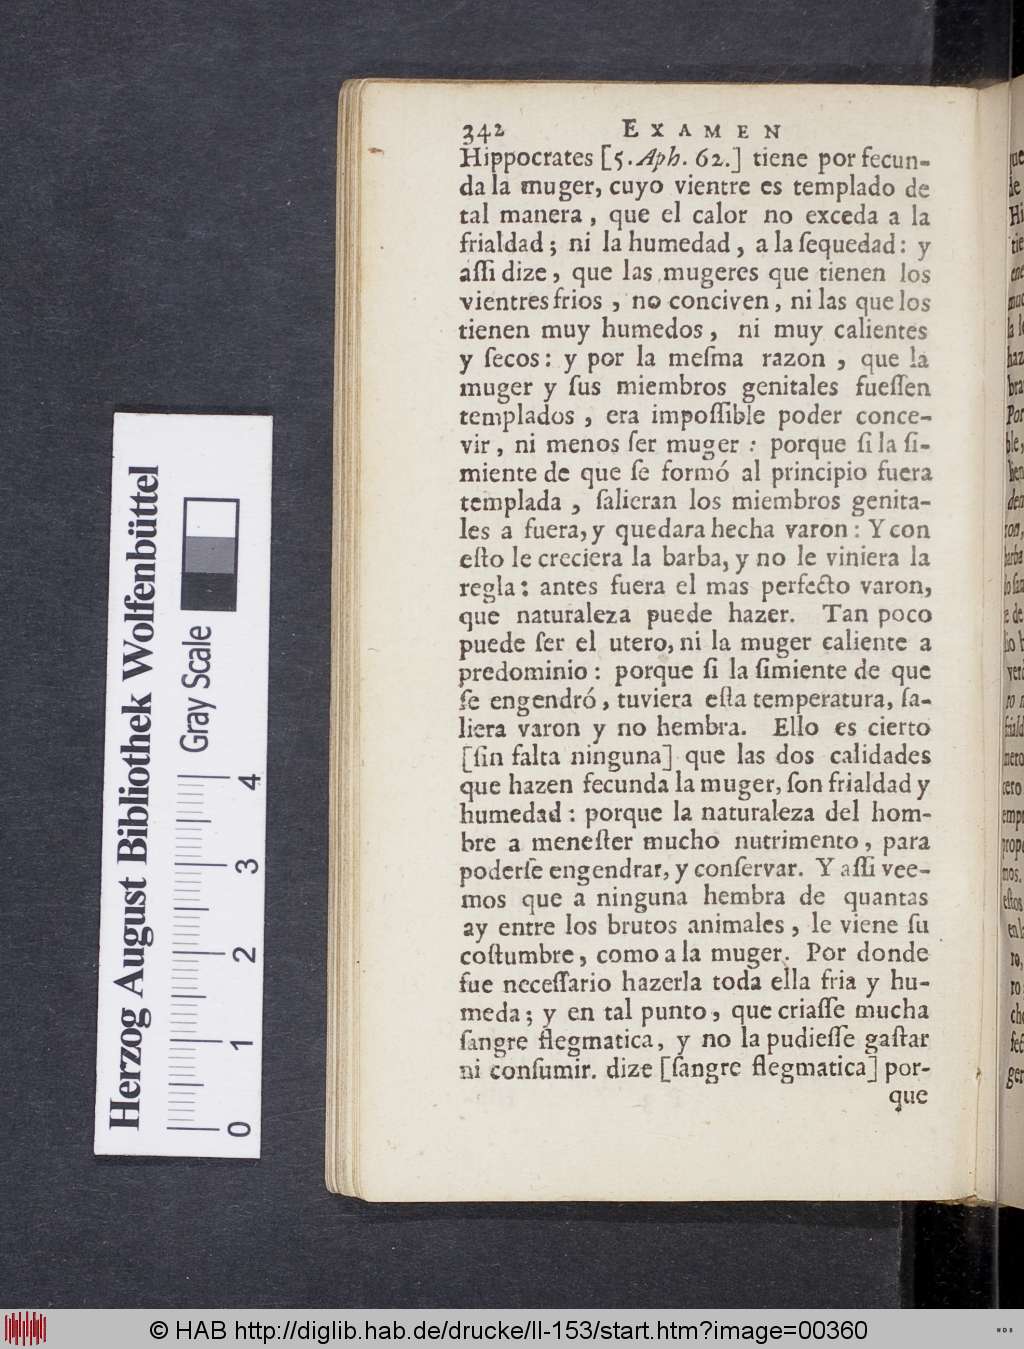 342 EXAMEN
Hippocrates [5. Aph. 62.] tiene por fecun-
da la muger, cuyo vientre es templado de
tal manera, que el calor no exceda a la
frialdad; ni la humedad, a la ſequedad: y
aſſi dize, que las mugeres que tienen los
vientres frios, no conciven, ni las que los
tienen muy humedos, ni muy calientes
y ſecos: y por la meſma razon, que la
muger y ſus miembros genitales fueſſen
templados, era impoſſible poder conce-
vir, ni menos ſer muger: porque ſi la ſi-
miente de que ſe formó al principio fuera
templada, ſalieran los miembros genita-
les a fuera, y quedara hecha varon: Y con
eſto le creciera la barba, y no le viniera la
regla: antes fuera el mas perfecto varon,
que naturaleza puede hazer. Tan poco
puede ſer el utero, ni la muger caliente a
predominio: porque ſi la ſimiente de que
ſe engendró, tuviera eſta temperatura, ſa-
liera varon y no hembra. Ello es cierto
[ſin falta ninguna] que las dos calidades
que hazen fecunda la muger, ſon frialdad y
humedad: porque la naturaleza del hom-
bre a meneſter mucho nutrimento, para
poderſe engendrar, y conſervar. Y aſſi vee-
mos que a ninguna hembra de quantas
ay entre los brutos animales, le viene ſu
coſtumbre, como a la muger. Por donde
fue neceſſario hazerla toda ella fria y hu-
meda; y en tal punto, que criaſſe mucha
ſangre flegmatica, y no la pudieſſe gaſtar
ni conſumir. dize [ſangre flegmatica] por-
que
Herzog August Bibliothek Wolfenbüttel
Gray Scale
0 1 2 3 4
© HAB http://diglib.hab.de/drucke/ll-153/start.htm?image=00360